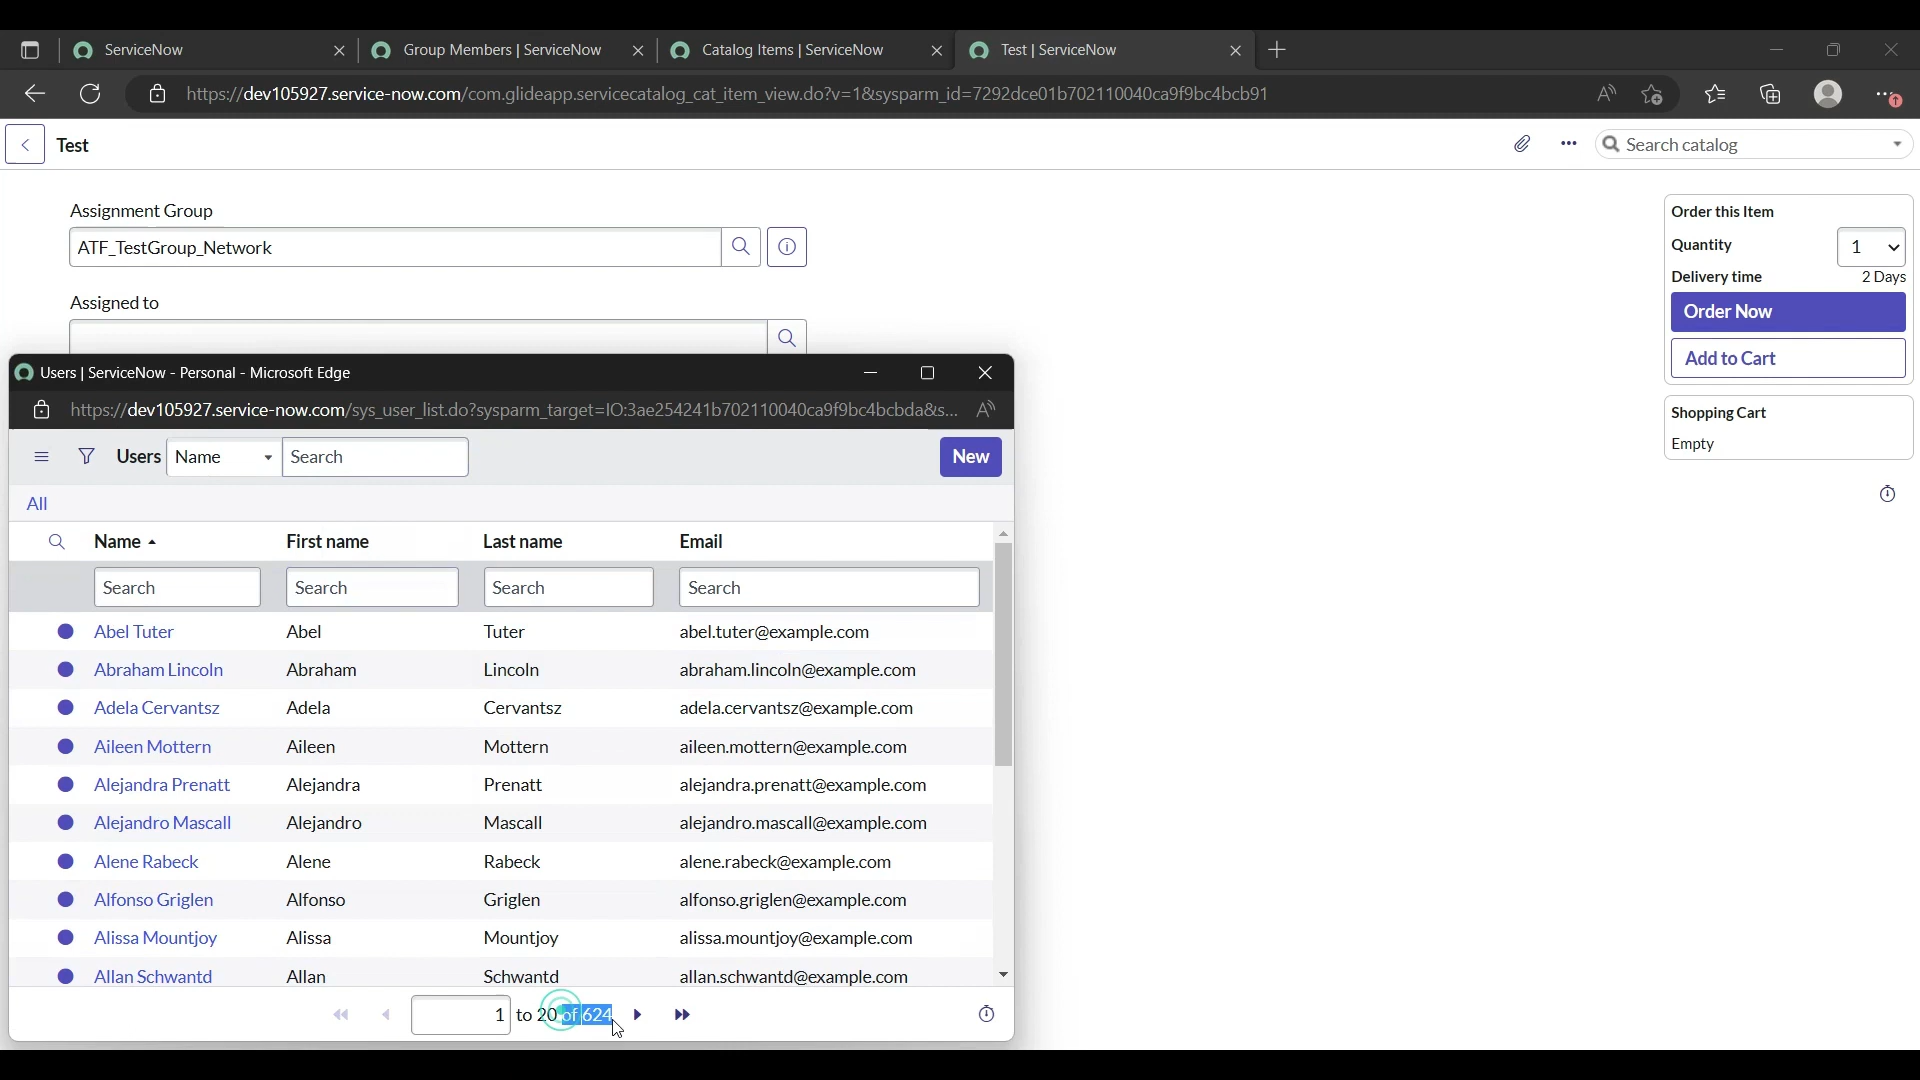 ServiceNow
Group Members | ServiceNow
Catalog Items | ServiceNow
Test | ServiceNow
https://dev105927.service-now.com/com.glideapp.servicecatalog_cat_item_view.do?v=1&sysparm_id=7292dce01b702110040ca9f9bc4bcb91
Test
Search catalog
Assignment Group
ATF_TestGroup_Network
Assigned to
Order this Item
Quantity 1
Delivery time 2 Days
Order Now
Add to Cart
Shopping Cart
Empty
Users | ServiceNow - Personal - Microsoft Edge
https://dev105927.service-now.com/sys_user_list.do?sysparm_target=IO:3ae254241b702110040ca9f9bc4bcbda&s...
Users Name Search New
All
Name First name Last name Email
Search Search Search Search
Abel Tuter Abel Tuter abel.tuter@example.com
Abraham Lincoln Abraham Lincoln abraham.lincoln@example.com
Adela Cervantsz Adela Cervantsz adela.cervantsz@example.com
Aileen Mottern Aileen Mottern aileen.mottern@example.com
Alejandra Prenatt Alejandra Prenatt alejandra.prenatt@example.com
Alejandro Mascall Alejandro Mascall alejandro.mascall@example.com
Alene Rabeck Alene Rabeck alene.rabeck@example.com
Alfonso Griglen Alfonso Griglen alfonso.griglen@example.com
Alissa Mountjoy Alissa Mountjoy alissa.mountjoy@example.com
Allan Schwantd Allan Schwantd allan.schwantd@example.com
1 to 20 of 624